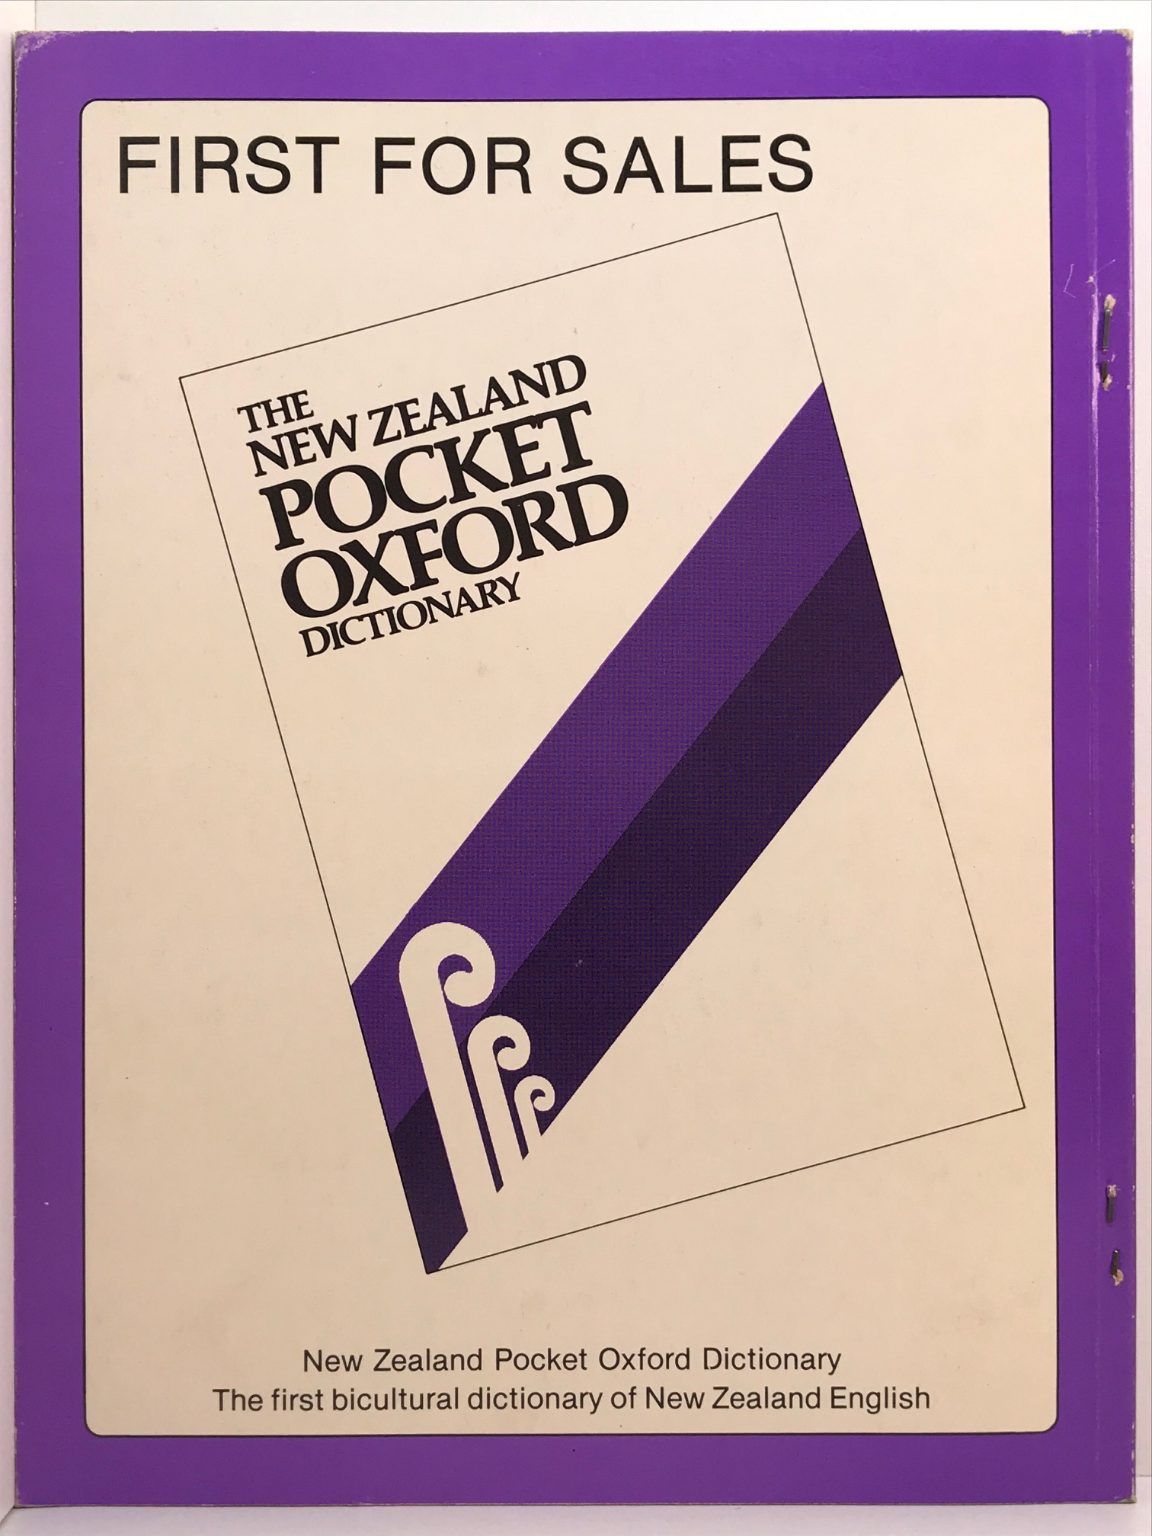 FIRST FOR SALES
THE
NEW ZEALAND
POCKET
OXFORD
DICTIONARY
New Zealand Pocket Oxford Dictionary
The first bicultural dictionary of New Zealand English